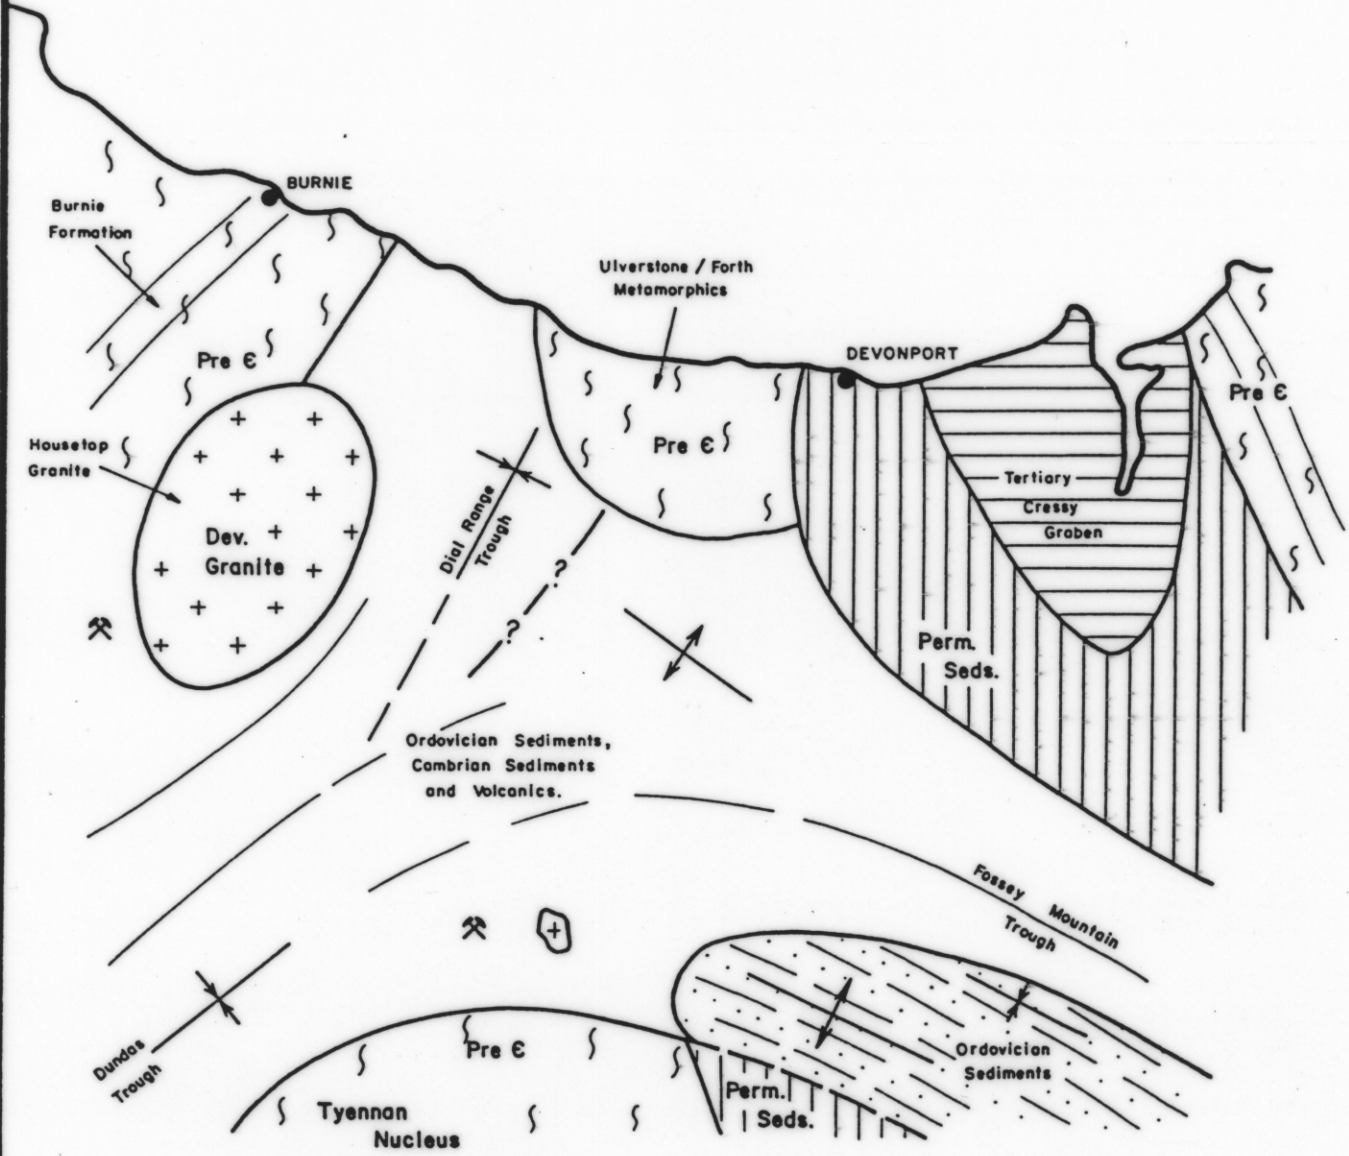 BURNIE
Burnie
Formation
Ulverstone / Forth
Metamorphics
DEVONPORT
Pre Є
Pre Є
Pre Є
Housetop
Granite
Tertiary
Cressy
Graben
Dial Range
Trough
Dev.
Granite
?
?
Perm.
Seds.
Ordovician Sediments,
Cambrian Sediments
and Volcanics.
Fossey Mountain
Trough
Dundas
Trough
Pre Є
Ordovician
Sediments
Perm.
Seds.
Tyennan
Nucleus